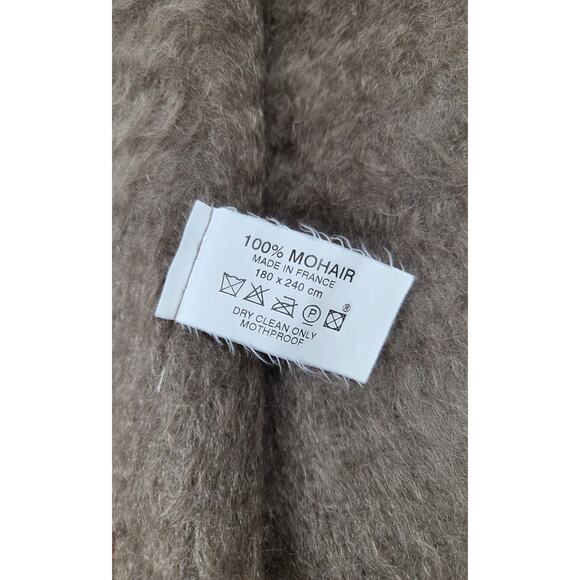 100% MOHAIR
MADE IN FRANCE
180 x 240 cm
P ®
DRY CLEAN ONLY
MOTHPROOF